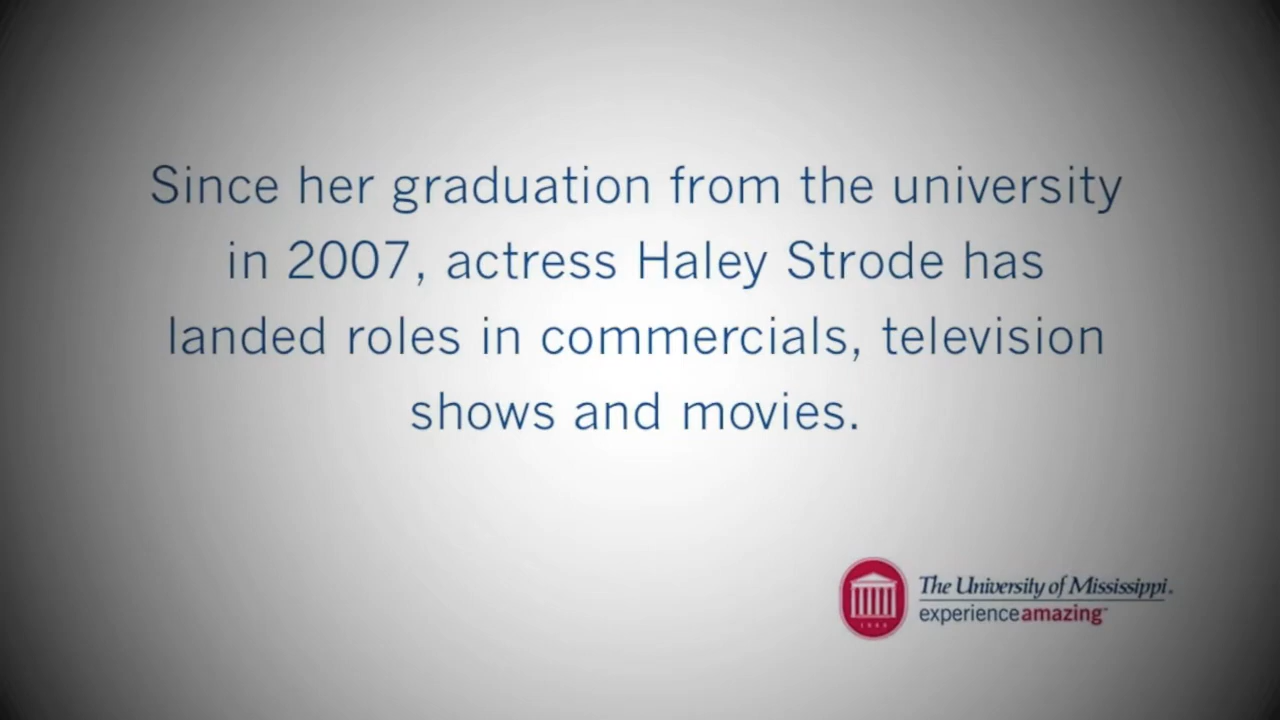 Since her graduation from the university
in 2007, actress Haley Strode has
landed roles in commercials, television
shows and movies.
The University of Mississippi.
experienceamazing™